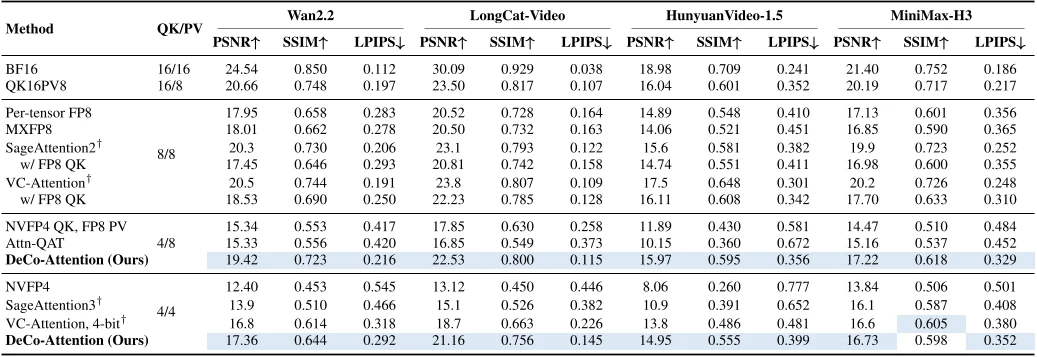 Method QK/PV Wan2.2 LongCat-Video HunyuanVideo-1.5 MiniMax-H3
PSNR↑ SSIM↑ LPIPS↓ PSNR↑ SSIM↑ LPIPS↓ PSNR↑ SSIM↑ LPIPS↓ PSNR↑ SSIM↑ LPIPS↓
BF16 16/16 24.54 0.850 0.112 30.09 0.929 0.038 18.98 0.709 0.241 21.40 0.752 0.186
QK16PV8 16/8 20.66 0.748 0.197 23.50 0.817 0.107 16.04 0.601 0.352 20.19 0.717 0.217
Per-tensor FP8 17.95 0.658 0.283 20.52 0.728 0.164 14.89 0.548 0.410 17.13 0.601 0.356
MXFP8 18.01 0.662 0.278 20.50 0.732 0.163 14.06 0.521 0.451 16.85 0.590 0.365
SageAttention2† 8/8 20.3 0.730 0.206 23.1 0.793 0.122 15.6 0.581 0.382 19.9 0.723 0.252
w/ FP8 QK 17.45 0.646 0.293 20.81 0.742 0.158 14.74 0.551 0.411 16.98 0.600 0.355
VC-Attention† 20.5 0.744 0.191 23.8 0.807 0.109 17.5 0.648 0.301 20.2 0.726 0.248
w/ FP8 QK 18.53 0.690 0.250 22.23 0.785 0.128 16.11 0.608 0.342 17.70 0.633 0.310
NVFP4 QK, FP8 PV 15.34 0.553 0.417 17.85 0.630 0.258 11.89 0.430 0.581 14.47 0.510 0.484
Attn-QAT 4/8 15.33 0.556 0.420 16.85 0.549 0.373 10.15 0.360 0.672 15.16 0.537 0.452
DeCo-Attention (Ours) 19.42 0.723 0.216 22.53 0.800 0.115 15.97 0.595 0.356 17.22 0.618 0.329
NVFP4 12.40 0.453 0.545 13.12 0.450 0.446 8.06 0.260 0.777 13.84 0.506 0.501
SageAttention3† 4/4 13.9 0.510 0.466 15.1 0.526 0.382 10.9 0.391 0.652 16.1 0.587 0.408
VC-Attention, 4-bit† 16.8 0.614 0.318 18.7 0.663 0.226 13.8 0.486 0.481 16.6 0.605 0.380
DeCo-Attention (Ours) 17.36 0.644 0.292 21.16 0.756 0.145 14.95 0.555 0.399 16.73 0.598 0.352